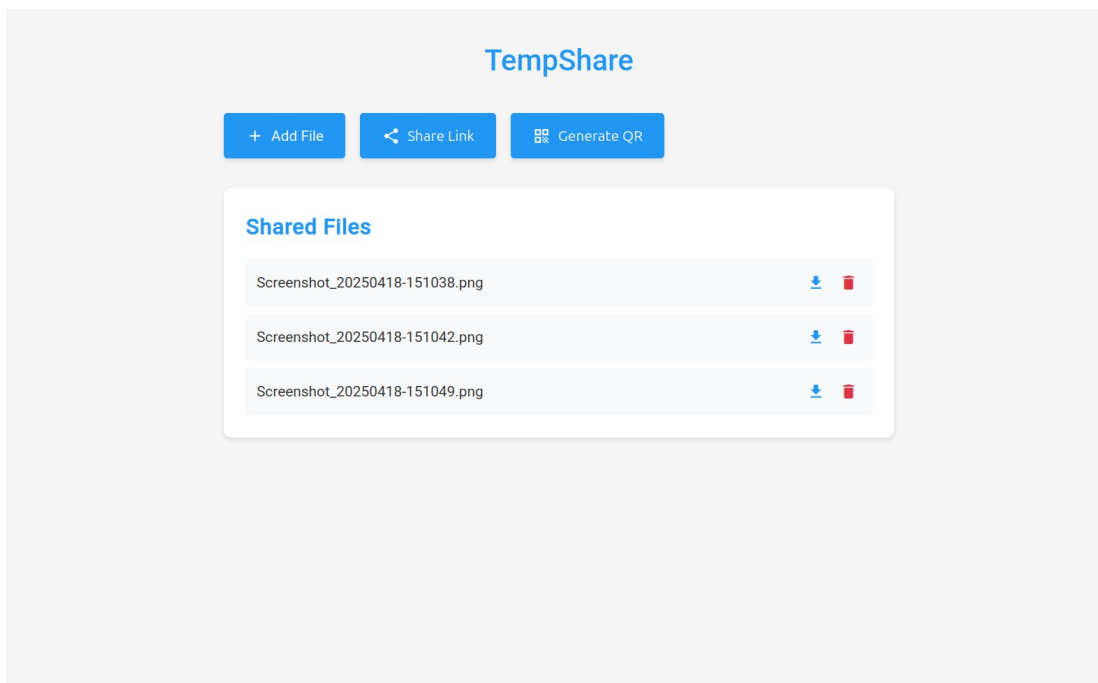 TempShare
Add File
Share Link
Generate QR
Shared Files
Screenshot_20250418-151038.png
Screenshot_20250418-151042.png
Screenshot_20250418-151049.png